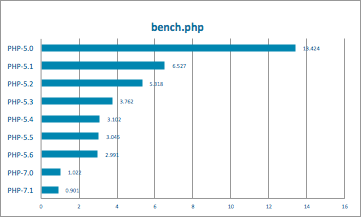 bench.php
PHP-5.0 13.424
PHP-5.1 6.527
PHP-5.2 5.318
PHP-5.3 3.762
PHP-5.4 3.102
PHP-5.5 3.045
PHP-5.6 2.991
PHP-7.0 1.022
PHP-7.1 0.901
0 2 4 6 8 10 12 14 16